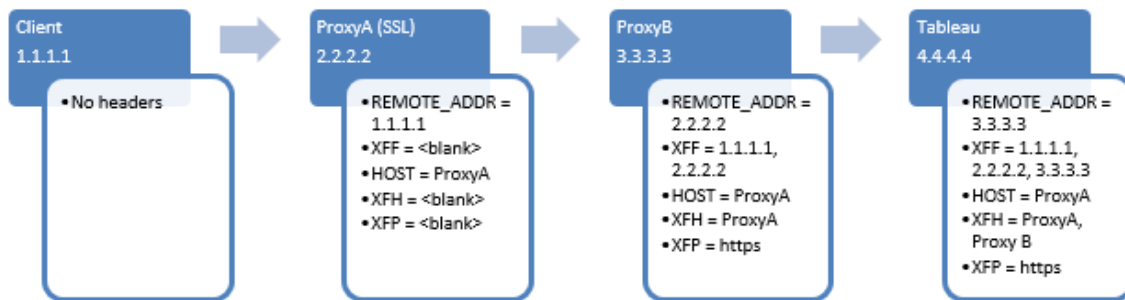 Client
1.1.1.1
•No headers
ProxyA (SSL)
2.2.2.2
•REMOTE_ADDR =
1.1.1.1
•XFF = <blank>
•HOST = ProxyA
•XFH = <blank>
•XFP = <blank>
ProxyB
3.3.3.3
•REMOTE_ADDR =
2.2.2.2
•XFF = 1.1.1.1,
2.2.2.2
•HOST = ProxyA
•XFH = ProxyA
•XFP = https
Tableau
4.4.4.4
•REMOTE_ADDR =
3.3.3.3
•XFF = 1.1.1.1,
2.2.2.2, 3.3.3.3
•HOST = ProxyA
•XFH = ProxyA,
Proxy B
•XFP = https